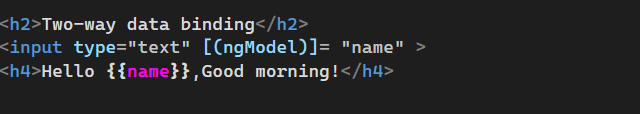 <h2>Two-way data binding</h2>
<input type="text" [(ngModel)]= "name" >
<h4>Hello {{name}},Good morning!</h4>